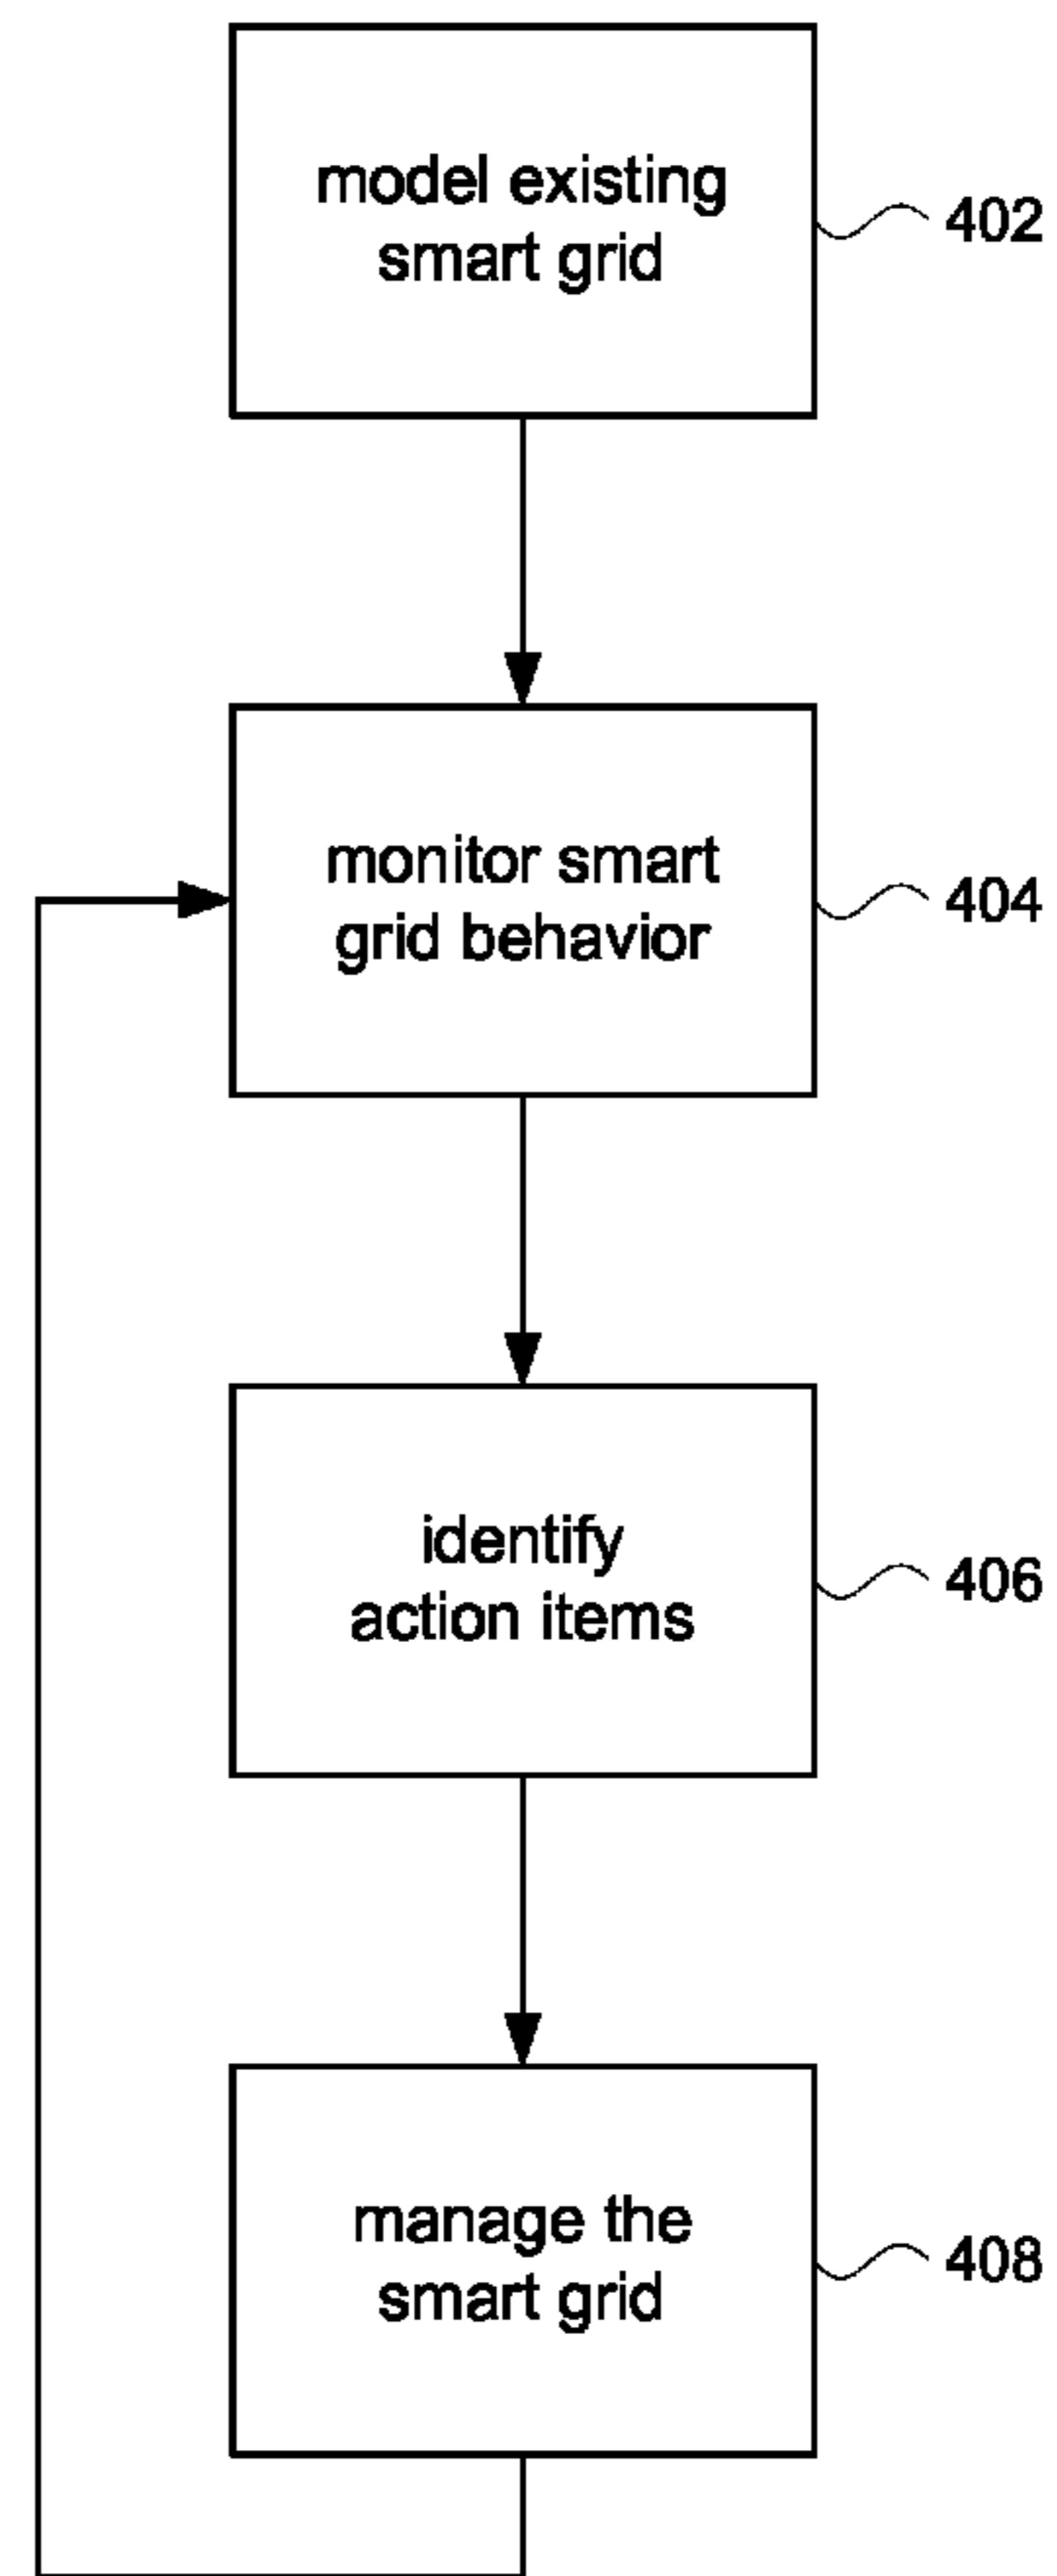 model existing
smart grid
402
monitor smart
grid behavior
404
identify
action items
406
manage the
smart grid
408